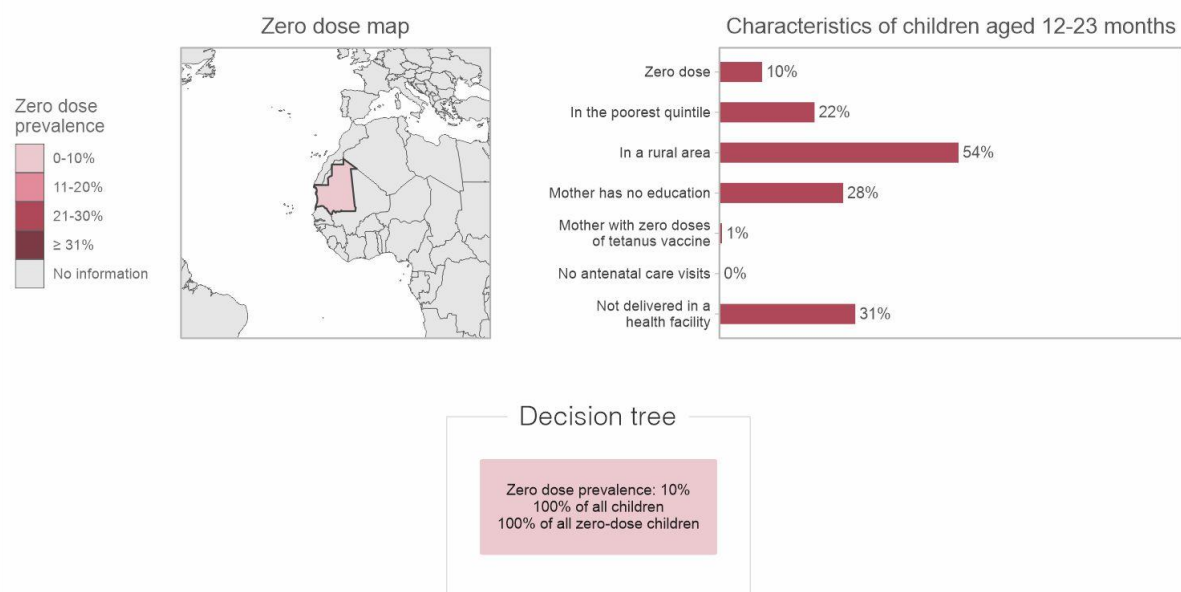 Zero dose map
Zero dose
prevalence
0-10%
11-20%
21-30%
≥ 31%
No information
Characteristics of children aged 12-23 months
Zero dose
10%
In the poorest quintile
22%
In a rural area
54%
Mother has no education
28%
Mother with zero doses
of tetanus vaccine
1%
No antenatal care visits
0%
Not delivered in a
health facility
31%
Decision tree
Zero dose prevalence: 10%
100% of all children
100% of all zero-dose children